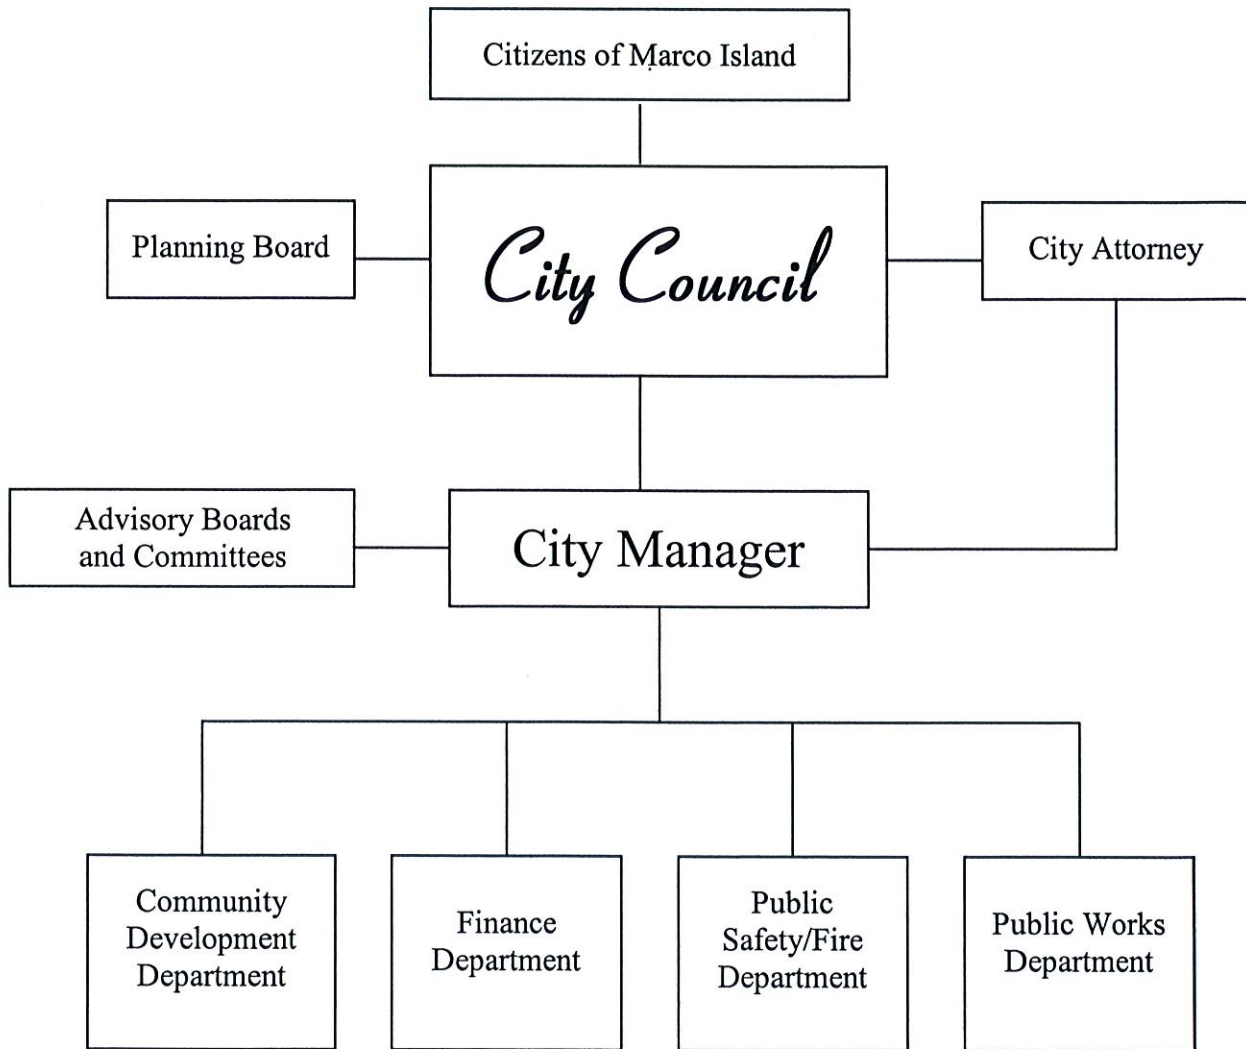 Citizens of Marco Island
Planning Board
City Council
City Attorney
Advisory Boards
and Committees
City Manager
Community
Development
Department
Finance
Department
Public
Safety/Fire
Department
Public Works
Department